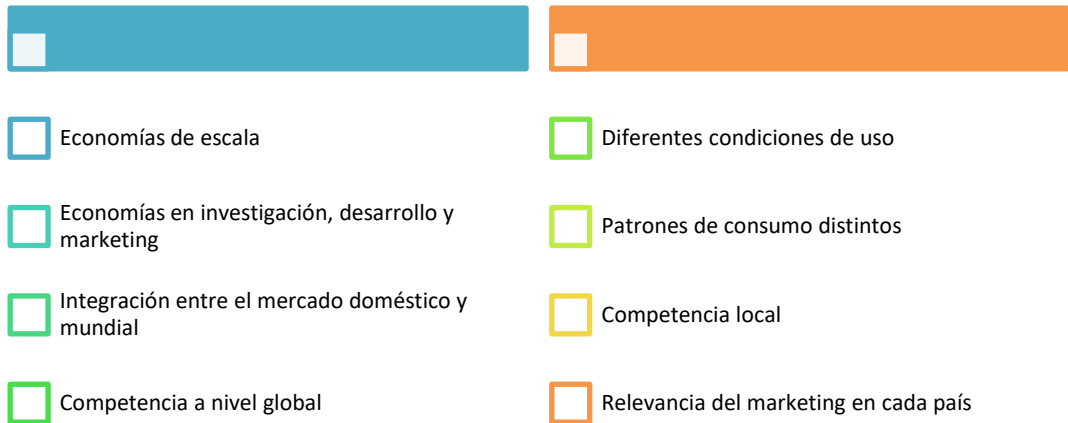 Economías de escala
Economías en investigación, desarrollo y
marketing
Integración entre el mercado doméstico y
mundial
Competencia a nivel global
Diferentes condiciones de uso
Patrones de consumo distintos
Competencia local
Relevancia del marketing en cada país